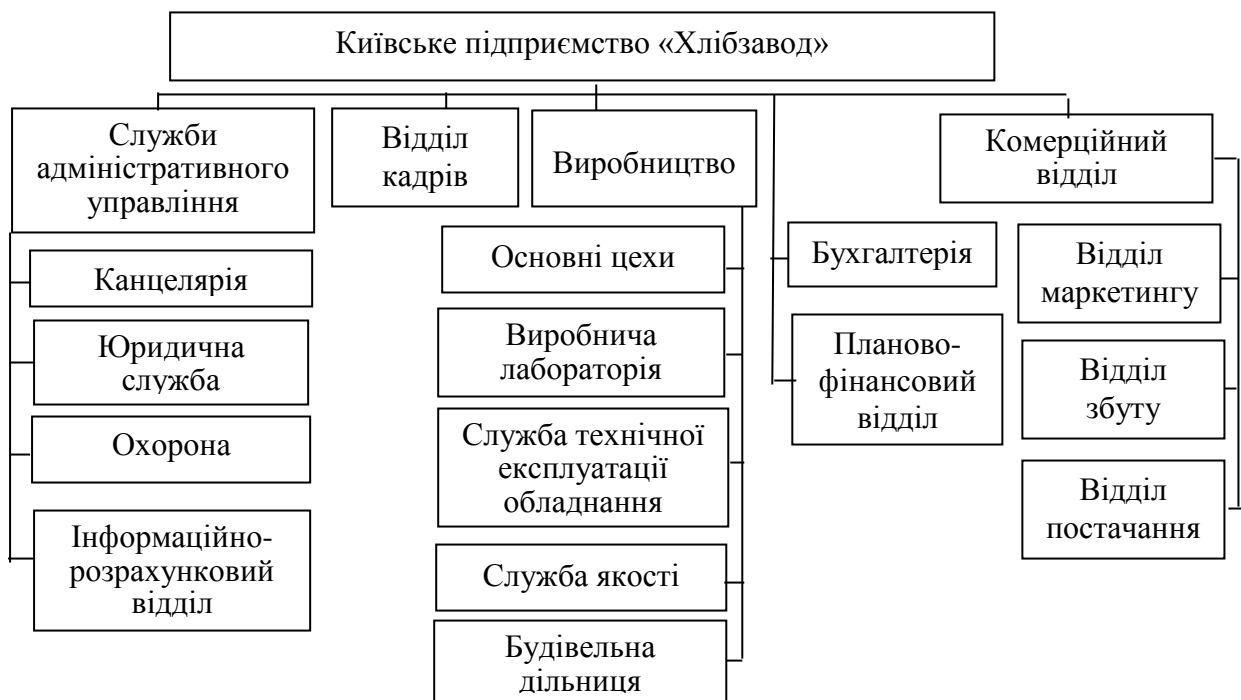 Київське підприємство «Хлібзавод»
Служби
адміністративного
управління
Відділ
кадрів
Виробництво
Комерційний
відділ
Канцелярія
Юридична
служба
Охорона
Інформаційно-
розрахунковий
відділ
Основні цехи
Виробнича
лабораторія
Служба технічної
експлуатації
обладнання
Служба якості
Будівельна
дільниця
Бухгалтерія
Планово-
фінансовий
відділ
Відділ
маркетингу
Відділ
збуту
Відділ
постачання